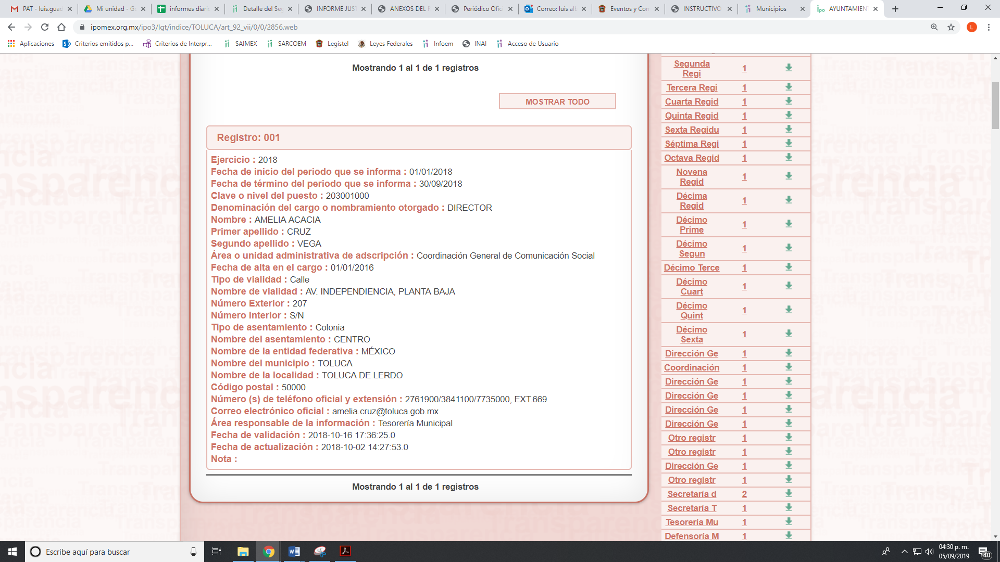 PAT - luis.guad
Mi unidad - Go
informes diario
Detalle del Seg
INFORME JUST
ANEXOS DEL R
Periódico Ofici
Correo: luis alb
Eventos y Con
INSTRUCTIVO
Municipios
AYUNTAMIEN
ipomex.org.mx/ipo3/lgt/indice/TOLUCA/art_92_vii/0/0/2856.web
L
Aplicaciones
Criterios emitidos p...
Criterios de Interpr...
SAIMEX
SARCOEM
Legistel
Leyes Federales
Infoem
INAI
Acceso de Usuario
Mostrando 1 al 1 de 1 registros
MOSTRAR TODO
Registro: 001
Ejercicio : 2018
Fecha de inicio del periodo que se informa : 01/01/2018
Fecha de término del periodo que se informa : 30/09/2018
Clave o nivel del puesto : 203001000
Denominación del cargo o nombramiento otorgado : DIRECTOR
Nombre : AMELIA ACACIA
Primer apellido : CRUZ
Segundo apellido : VEGA
Área o unidad administrativa de adscripción : Coordinación General de Comunicación Social
Fecha de alta en el cargo : 01/01/2016
Tipo de vialidad : Calle
Nombre de vialidad : AV. INDEPENDIENCIA, PLANTA BAJA
Número Exterior : 207
Número Interior : S/N
Tipo de asentamiento : Colonia
Nombre del asentamiento : CENTRO
Nombre de la entidad federativa : MÉXICO
Nombre del municipio : TOLUCA
Nombre de la localidad : TOLUCA DE LERDO
Código postal : 50000
Número (s) de teléfono oficial y extensión : 2761900/3841100/7735000, EXT.669
Correo electrónico oficial : amelia.cruz@toluca.gob.mx
Área responsable de la información : Tesorería Municipal
Fecha de validación : 2018-10-16 17:36:25.0
Fecha de actualización : 2018-10-02 14:27:53.0
Nota :
Mostrando 1 al 1 de 1 registros
Segunda
Regi 1
Tercera Regi 1
Cuarta Regid 1
Quinta Regid 1
Sexta Regidu 1
Séptima Regi 1
Octava Regid 1
Novena
Regid 1
Décima
Regid 1
Décimo
Prime 1
Décimo
Segun 1
Décimo Terce 1
Décimo
Cuart 1
Décimo
Quint 1
Décimo
Sexta 1
Dirección Ge 1
Coordinación 1
Dirección Ge 1
Dirección Ge 1
Dirección Ge 1
Dirección Ge 1
Otro registr 1
Otro registr 1
Dirección Ge 1
Otro registr 1
Secretaría d 2
Secretaría T 1
Tesorería Mu 1
Defensoría M 1
Escribe aquí para buscar
04:30 p. m.
05/09/2019
40